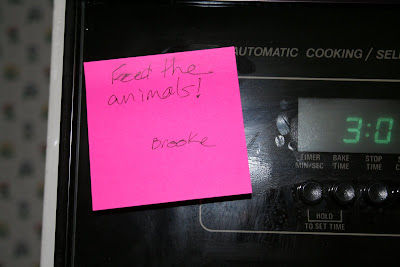 Feed the
animals!
Brooke
AUTOMATIC COOKING / SEL
3:0
TIMER
MIN/SEC
BAKE
TIME
STOP
TIME
HOLD
TO SET TIME